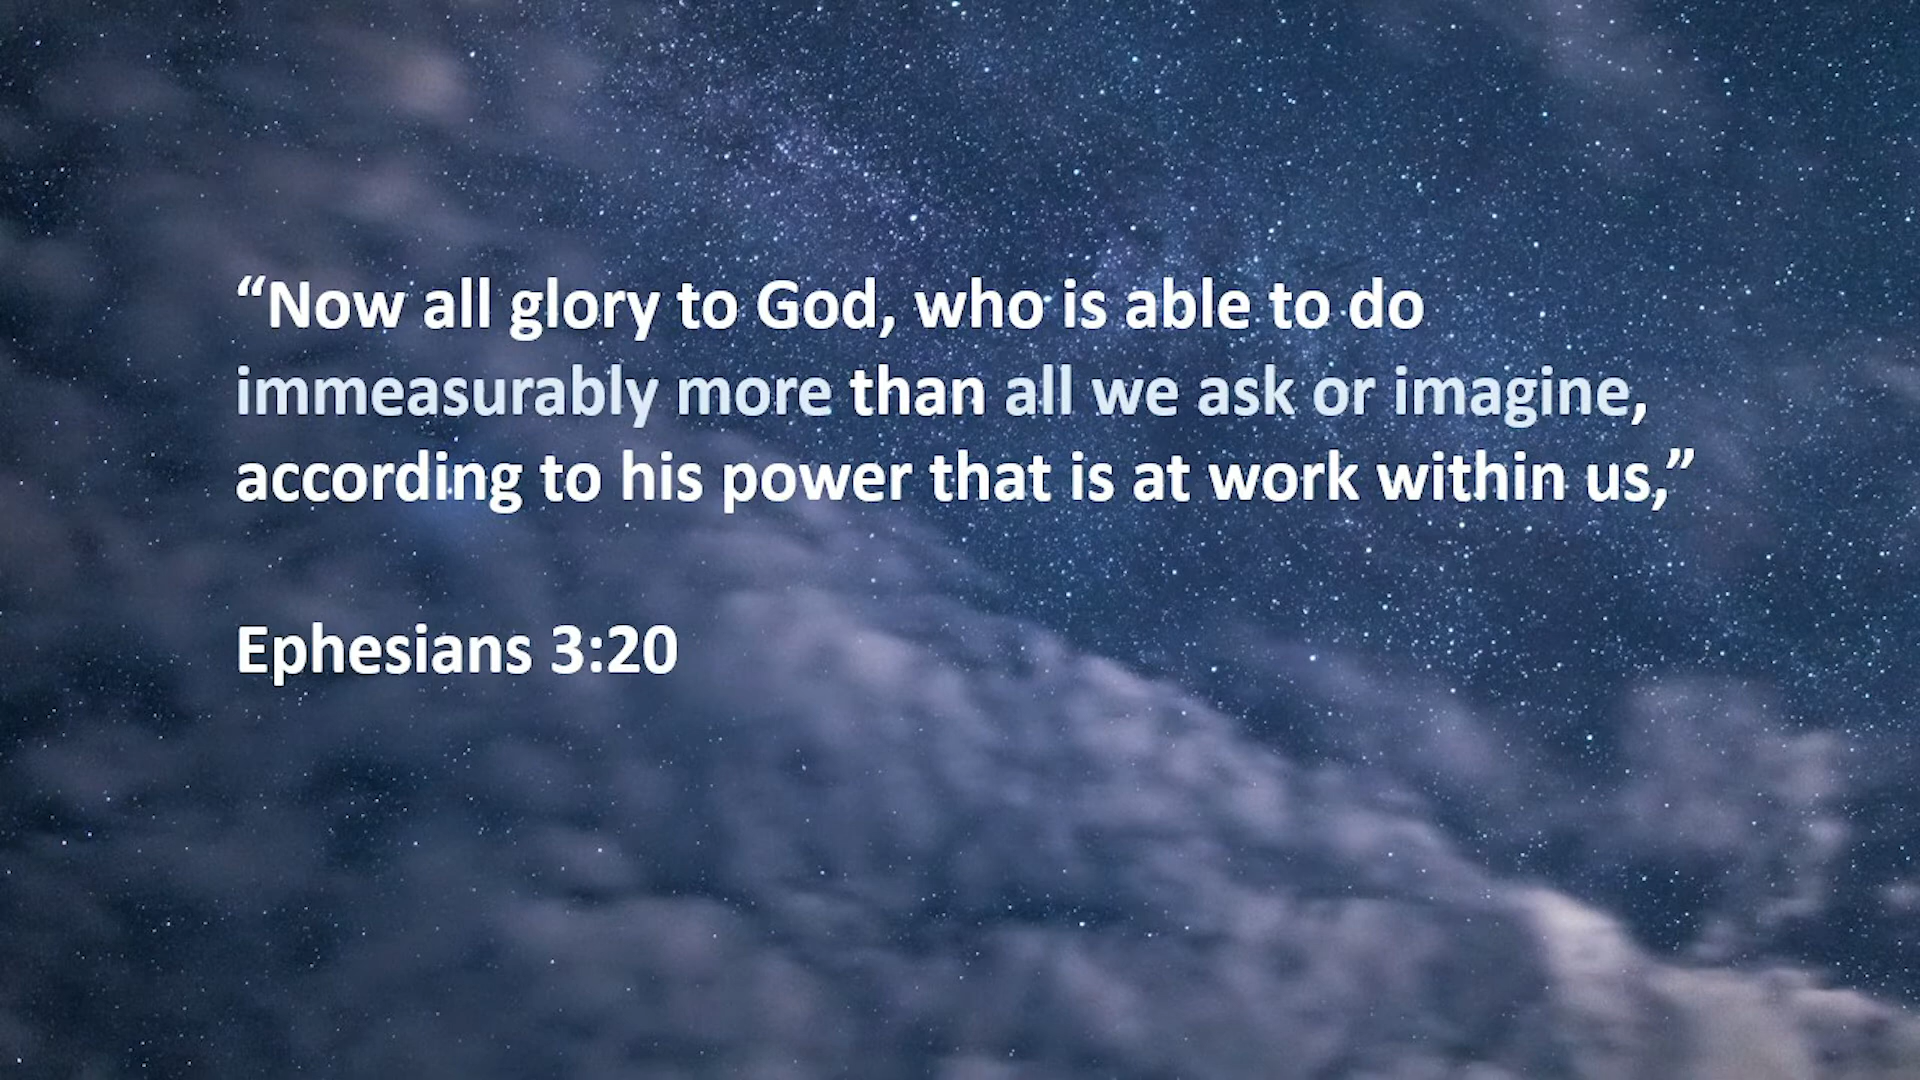 “Now all glory to God, who is able to do
immeasurably more than all we ask or imagine,
according to his power that is at work within us,”
Ephesians 3:20